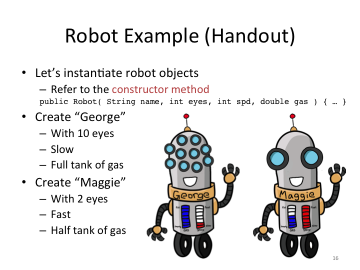 Robot Example (Handout)
• Let's instantiate robot objects
– Refer to the constructor method
public Robot( String name, int eyes, int spd, double gas ) { … }
• Create "George"
– With 10 eyes
– Slow
– Full tank of gas
• Create "Maggie"
– With 2 eyes
– Fast
– Half tank of gas
George
Maggie